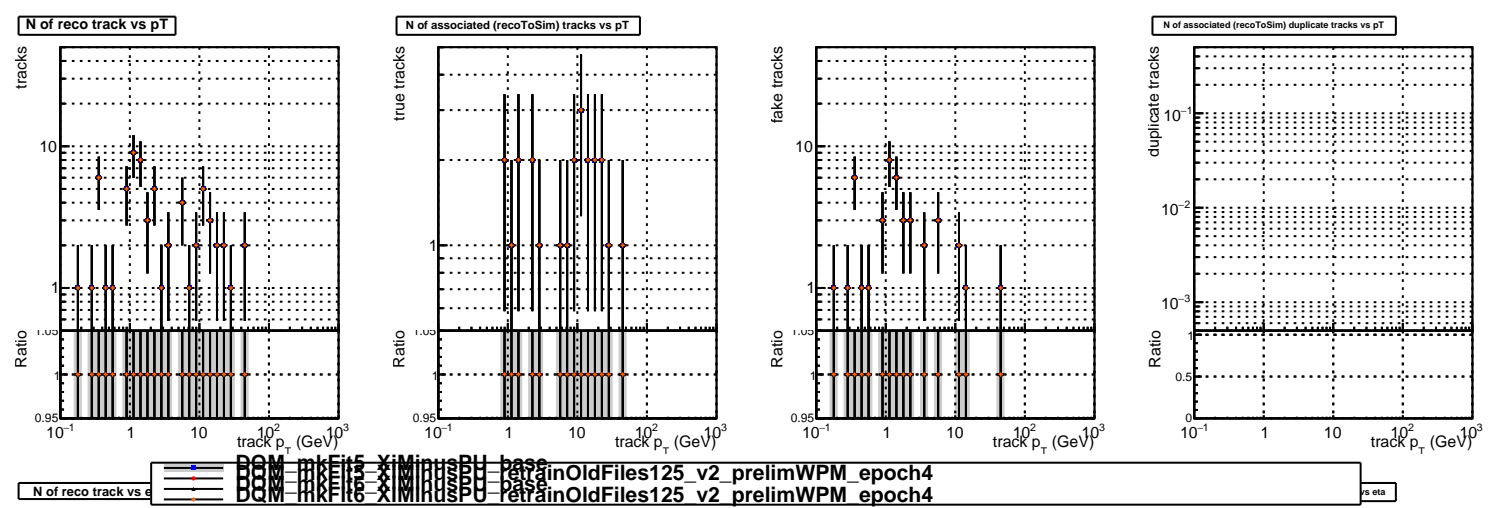 N of reco track vs pT
N of associated (recoToSim) tracks vs pT
N of associated (recoToSim) duplicate tracks vs pT
tracks
10
1
Ratio
1.05
1
0.95
10−1 1 10 102 103
track pT (GeV)
true tracks
1
Ratio
1.05
1
0.95
10−1 1 10 102 103
track pT (GeV)
fake tracks
10
1
Ratio
1.05
1
0.95
10−1 1 10 102 103
track pT (GeV)
duplicate tracks
10−1
10−2
10−3
Ratio
1
0.5
0
10−1 1 10 102 103
track pT (GeV)
DQM_mkFit5_XiMinusPU_base
DQM_mkFit5_XiMinusPU_retrainOldFiles125_v2_prelimWPM_epoch4
DQM_mkFit6_XiMinusPU_base
DQM_mkFit6_XiMinusPU_retrainOldFiles125_v2_prelimWPM_epoch4
N of reco track vs e
vs eta